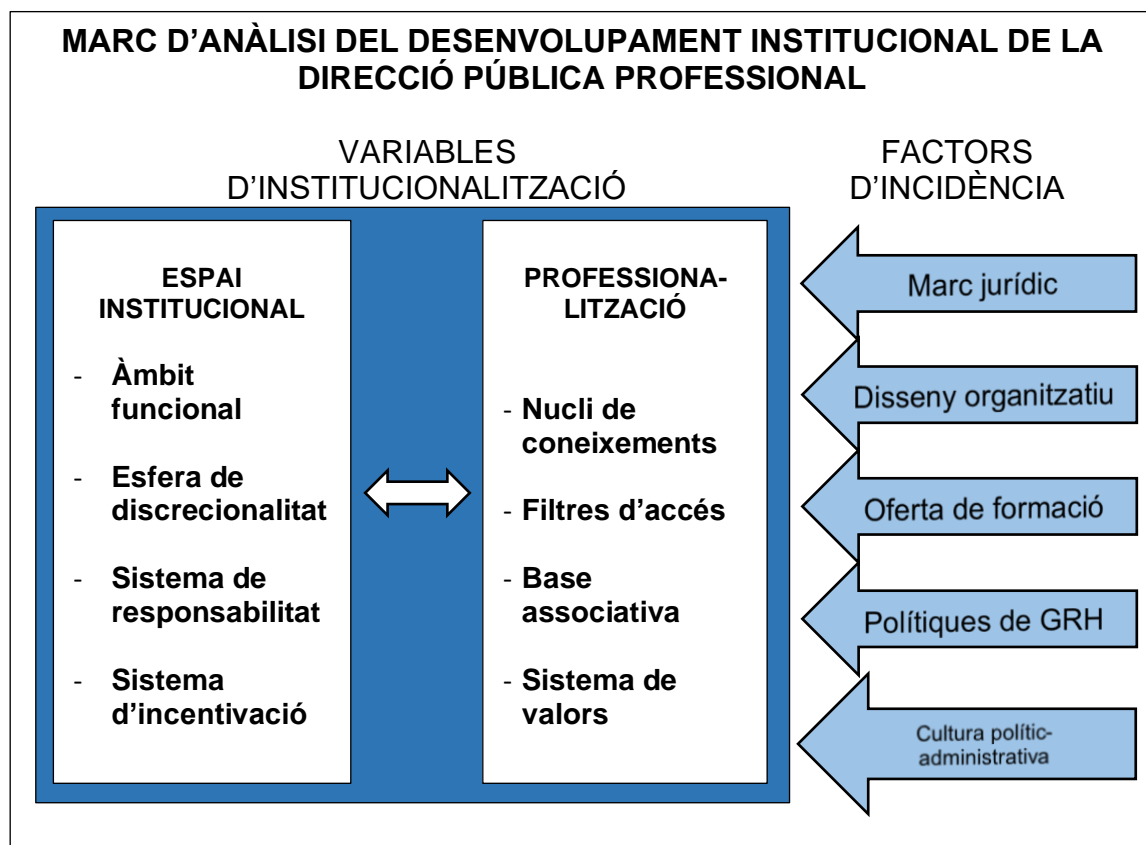 MARC D'ANÀLISI DEL DESENVOLUPAMENT INSTITUCIONAL DE LA
DIRECCIÓ PÚBLICA PROFESSIONAL
VARIABLES
D'INSTITUCIONALITZACIÓ
FACTORS
D'INCIDÈNCIA
ESPAI
INSTITUCIONAL
- Àmbit
funcional
- Esfera de
discrecionalitat
- Sistema de
responsabilitat
- Sistema
d'incentivació
PROFESSIONA-
LITZACIÓ
- Nucli de
coneixements
- Filtres d'accés
- Base
associativa
- Sistema de
valors
Marc jurídic
Disseny organitzatiu
Oferta de formació
Polítiques de GRH
Cultura polític-
administrativa